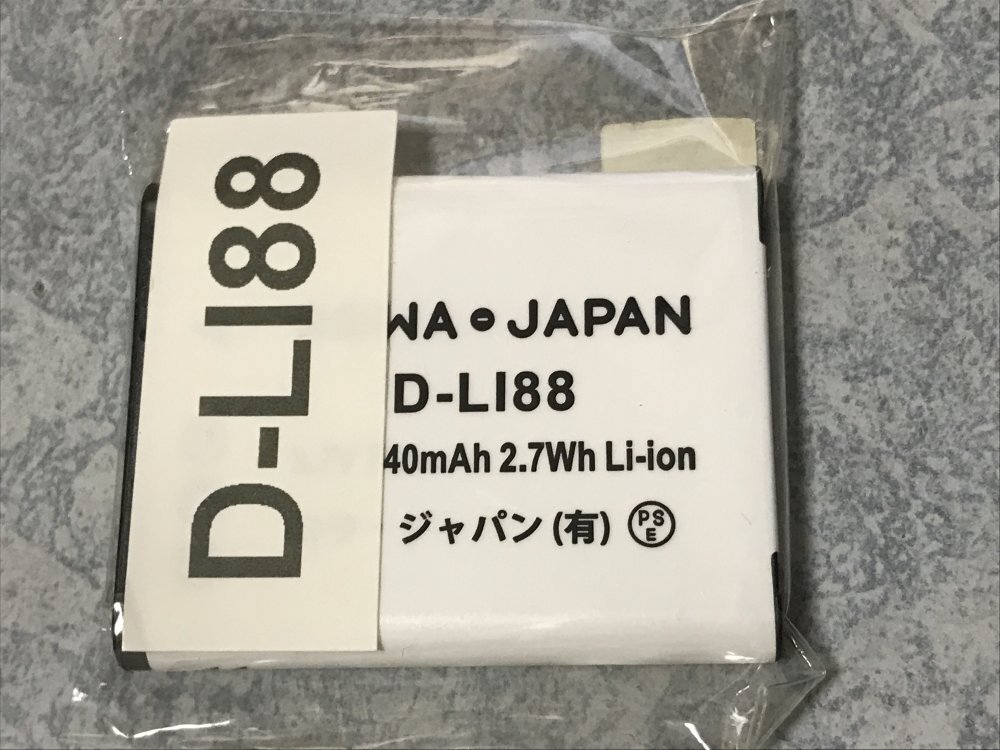 D-LI88
WA JAPAN
D-LI88
40mAh 2.7Wh Li-ion
ジャパン (有) PSE